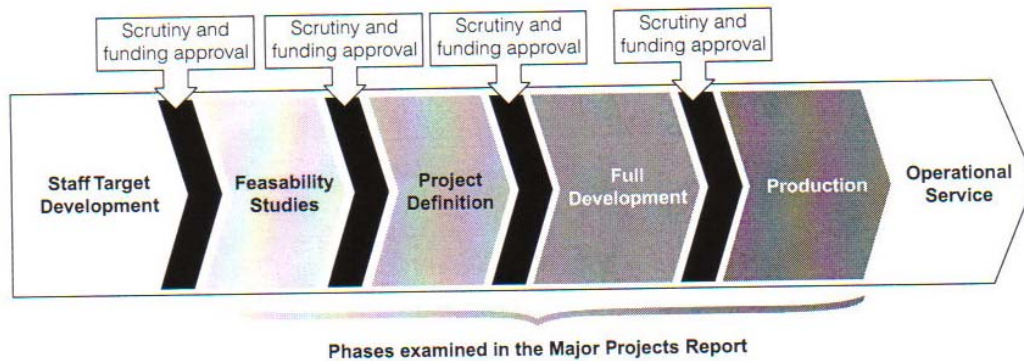 Scrutiny and
funding approval
Scrutiny and
funding approval
Scrutiny and
funding approval
Scrutiny and
funding approval
Staff Target
Development
Feasability
Studies
Project
Definition
Full
Development
Production
Operational
Service
Phases examined in the Major Projects Report